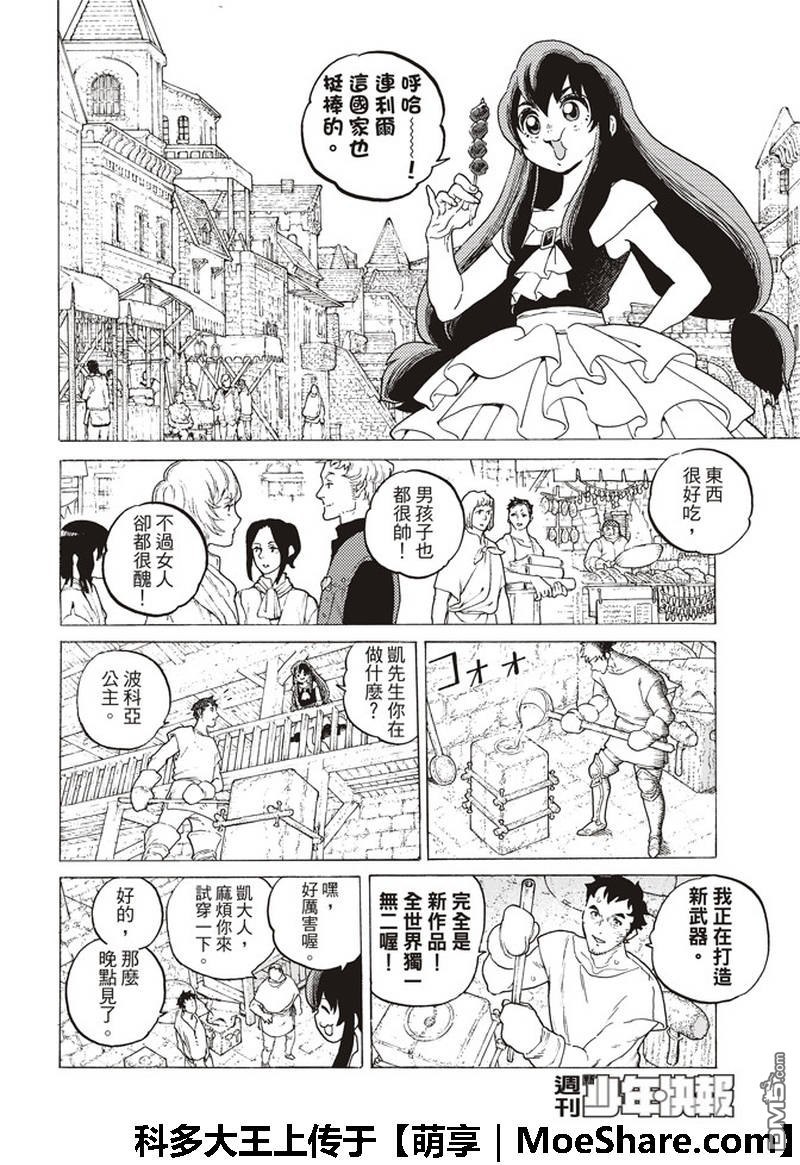 呼哈⋯⋯！
連利爾
這國家也
挺棒的。
東西
很好吃，
男孩子也
都很帥！
不過女人
卻都很醜！
コォォ
凱先生你在
做什麼？
波科亞
公主。
我正在打造
新武器。
完全是
新作品！
全世界獨一
無二喔！
嘿，
好厲害喔。
凱大人，
麻煩你來
試穿一下。
好的，那麼
晚點見了。
週刊少年快報
DM5.com
科多大王上传于【萌享 | MoeShare.com】